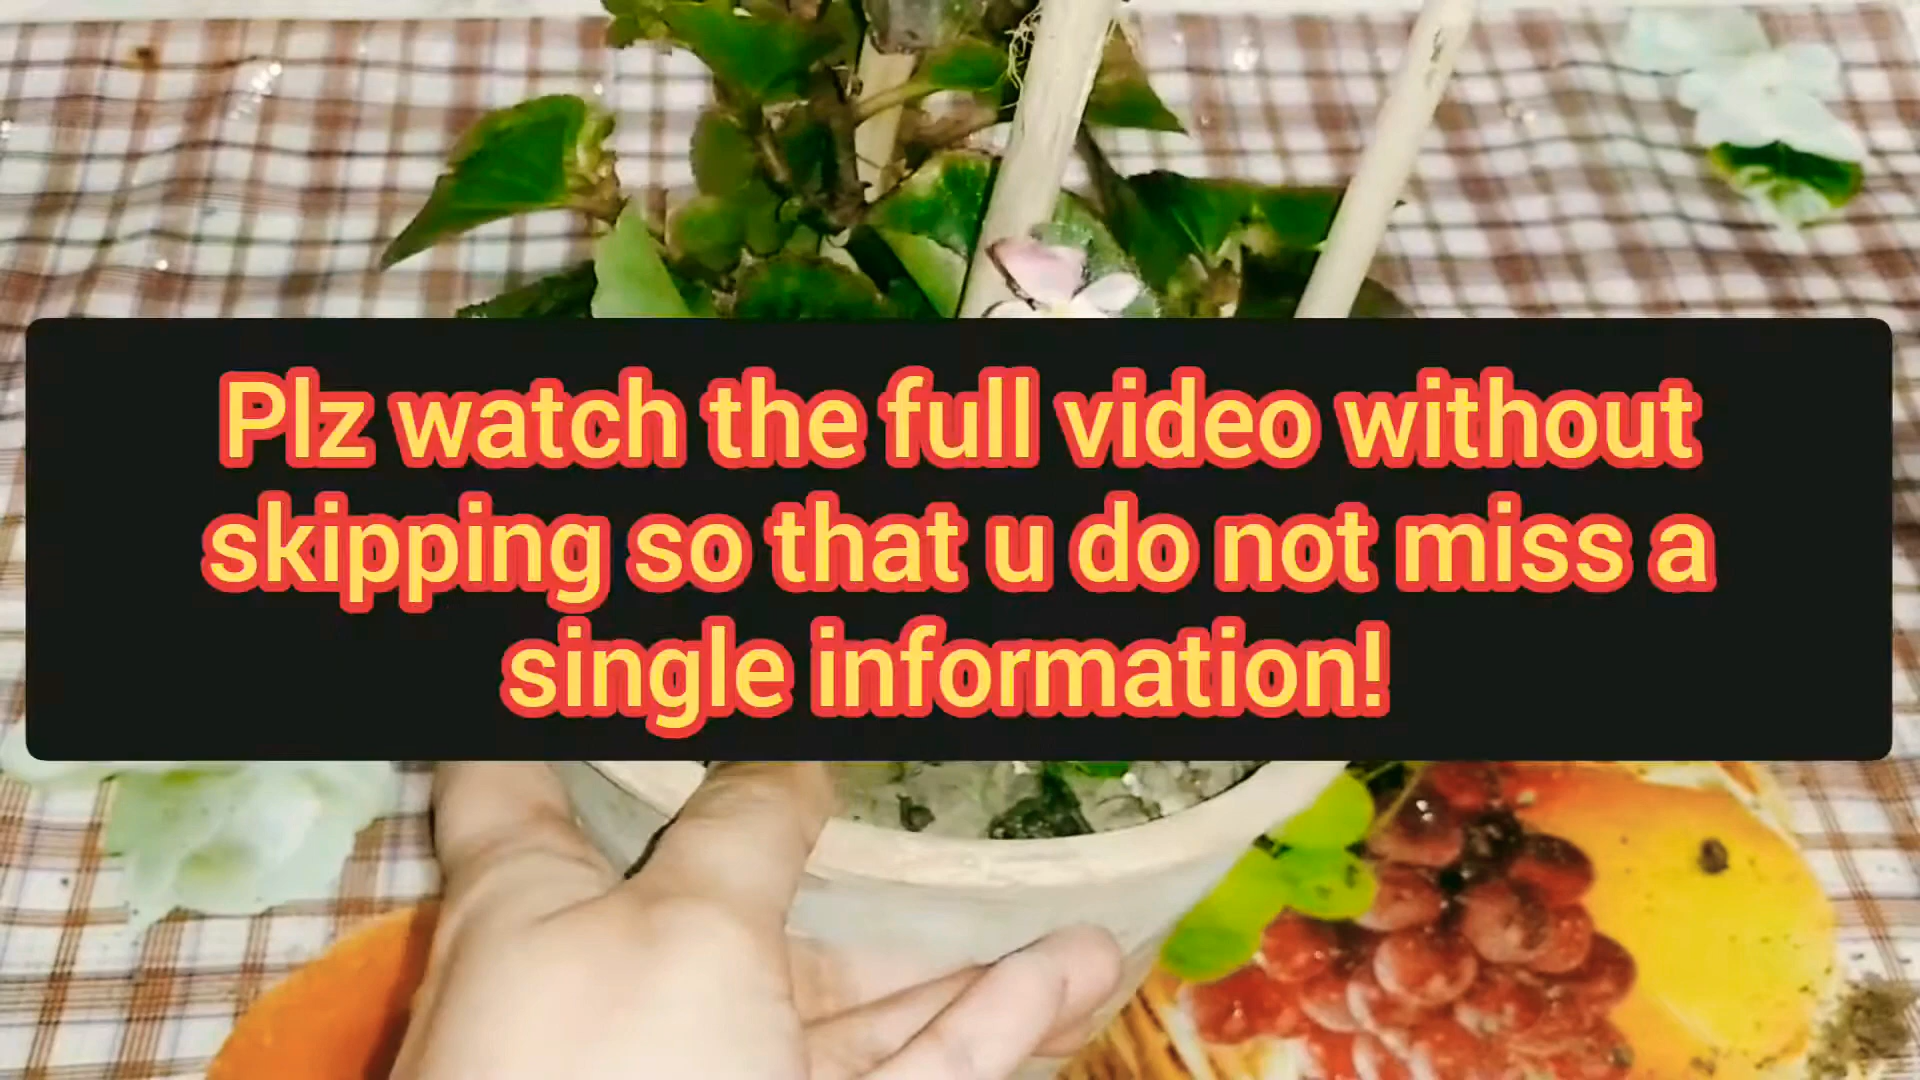 Plz watch the full video without
skipping so that u do not miss a
single information!